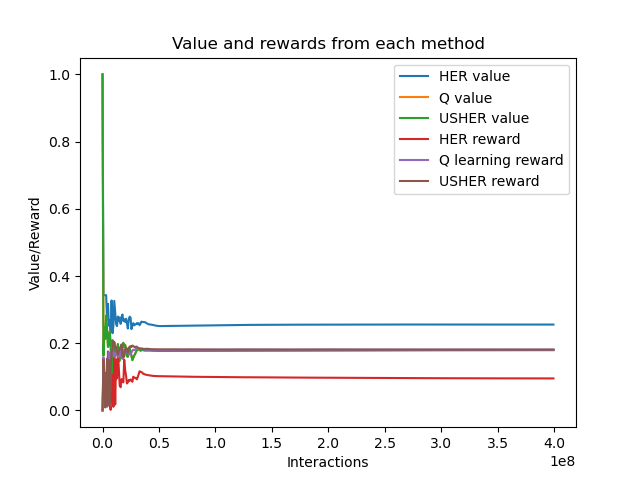 Value and rewards from each method
HER value
Q value
USHER value
HER reward
Q learning reward
USHER reward
Value/Reward
1.0
0.8
0.6
0.4
0.2
0.0
0.0 0.5 1.0 1.5 2.0 2.5 3.0 3.5 4.0
1e8
Interactions